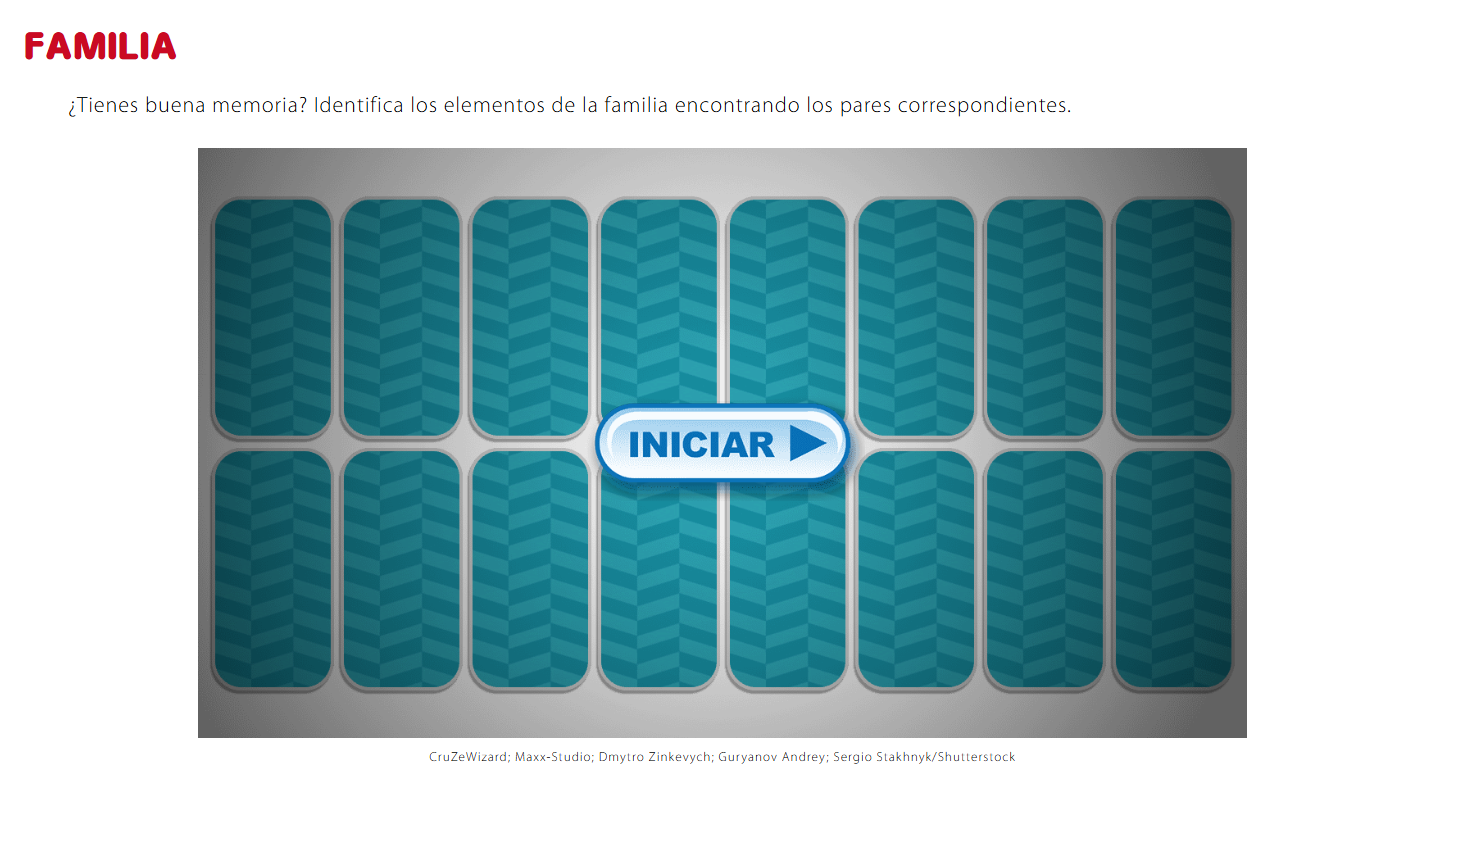 FAMILIA
¿Tienes buena memoria? Identifica los elementos de la familia encontrando los pares correspondientes.
INICIAR
CruZeWizard; Maxx-Studio; Dmytro Zinkevych; Guryanov Andrey; Sergio Stakhnyk/Shutterstock